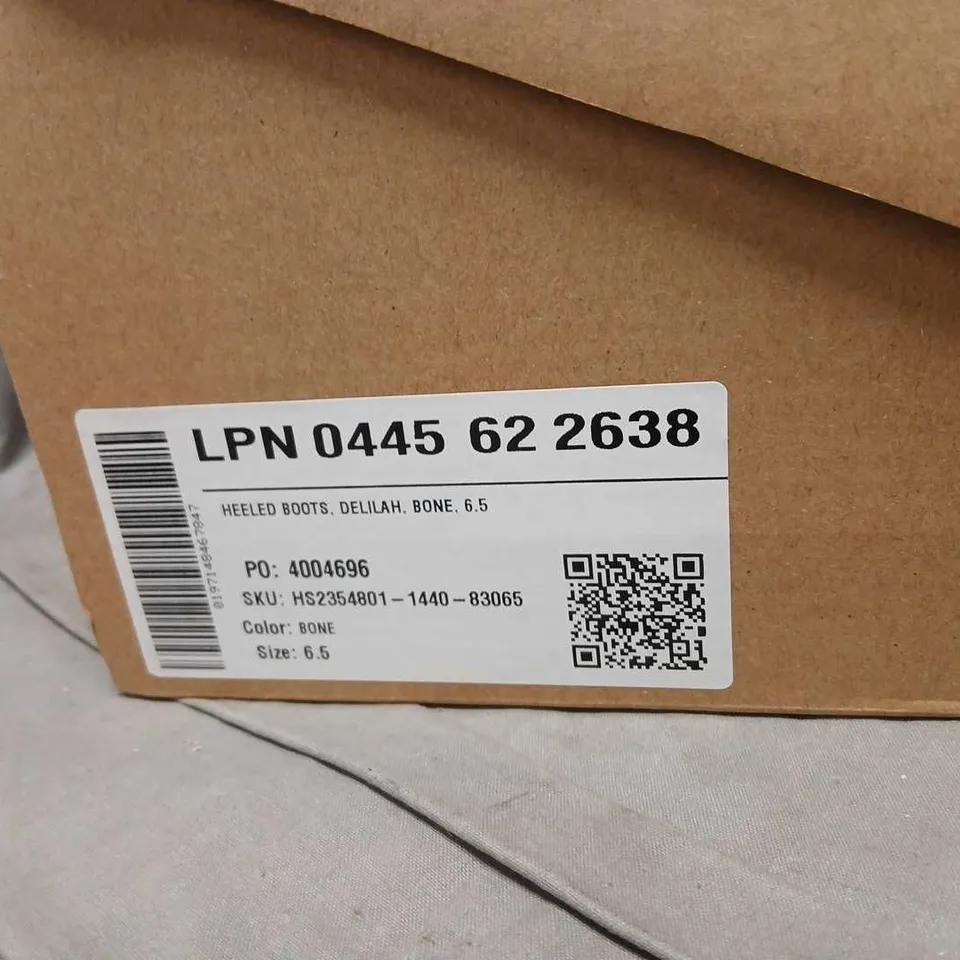 LPN 0445 62 2638
HEELED BOOTS, DELILAH, BONE, 6.5
PO: 4004696
SKU: HS2354801-1440-83065
Color: BONE
Size: 6.5
0197148467847